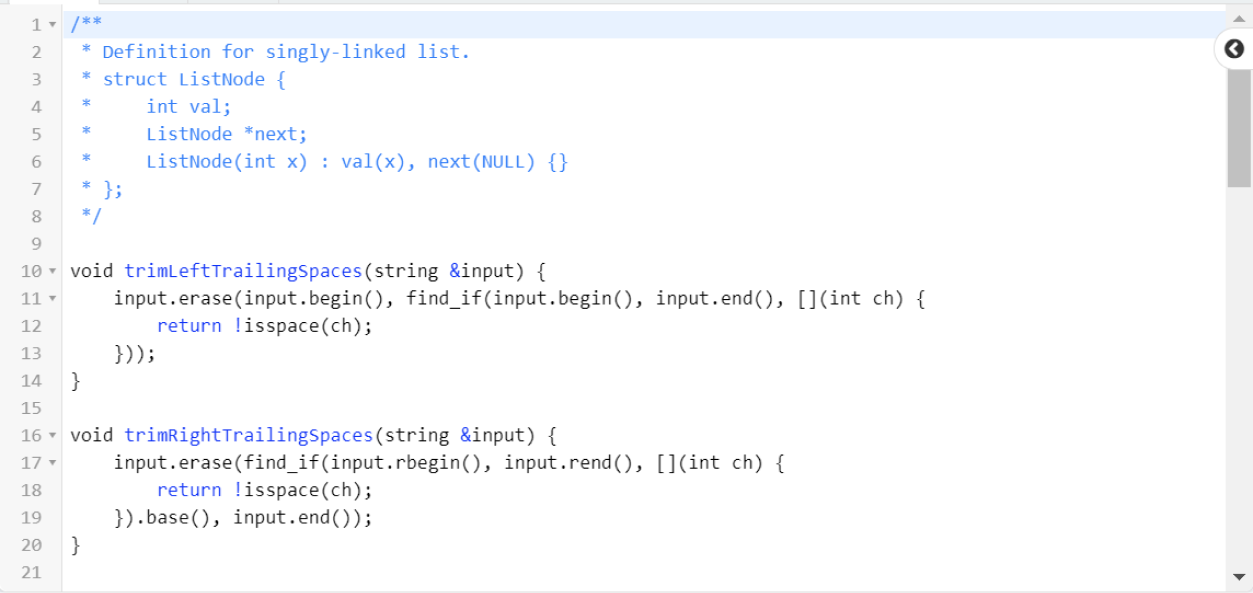 1 /**
2  * Definition for singly-linked list.
3  * struct ListNode {
4  *     int val;
5  *     ListNode *next;
6  *     ListNode(int x) : val(x), next(NULL) {}
7  * };
8  */
9
10 void trimLeftTrailingSpaces(string &input) {
11     input.erase(input.begin(), find_if(input.begin(), input.end(), [](int ch) {
12         return !isspace(ch);
13     }));
14 }
15
16 void trimRightTrailingSpaces(string &input) {
17     input.erase(find_if(input.rbegin(), input.rend(), [](int ch) {
18         return !isspace(ch);
19     }).base(), input.end());
20 }
21